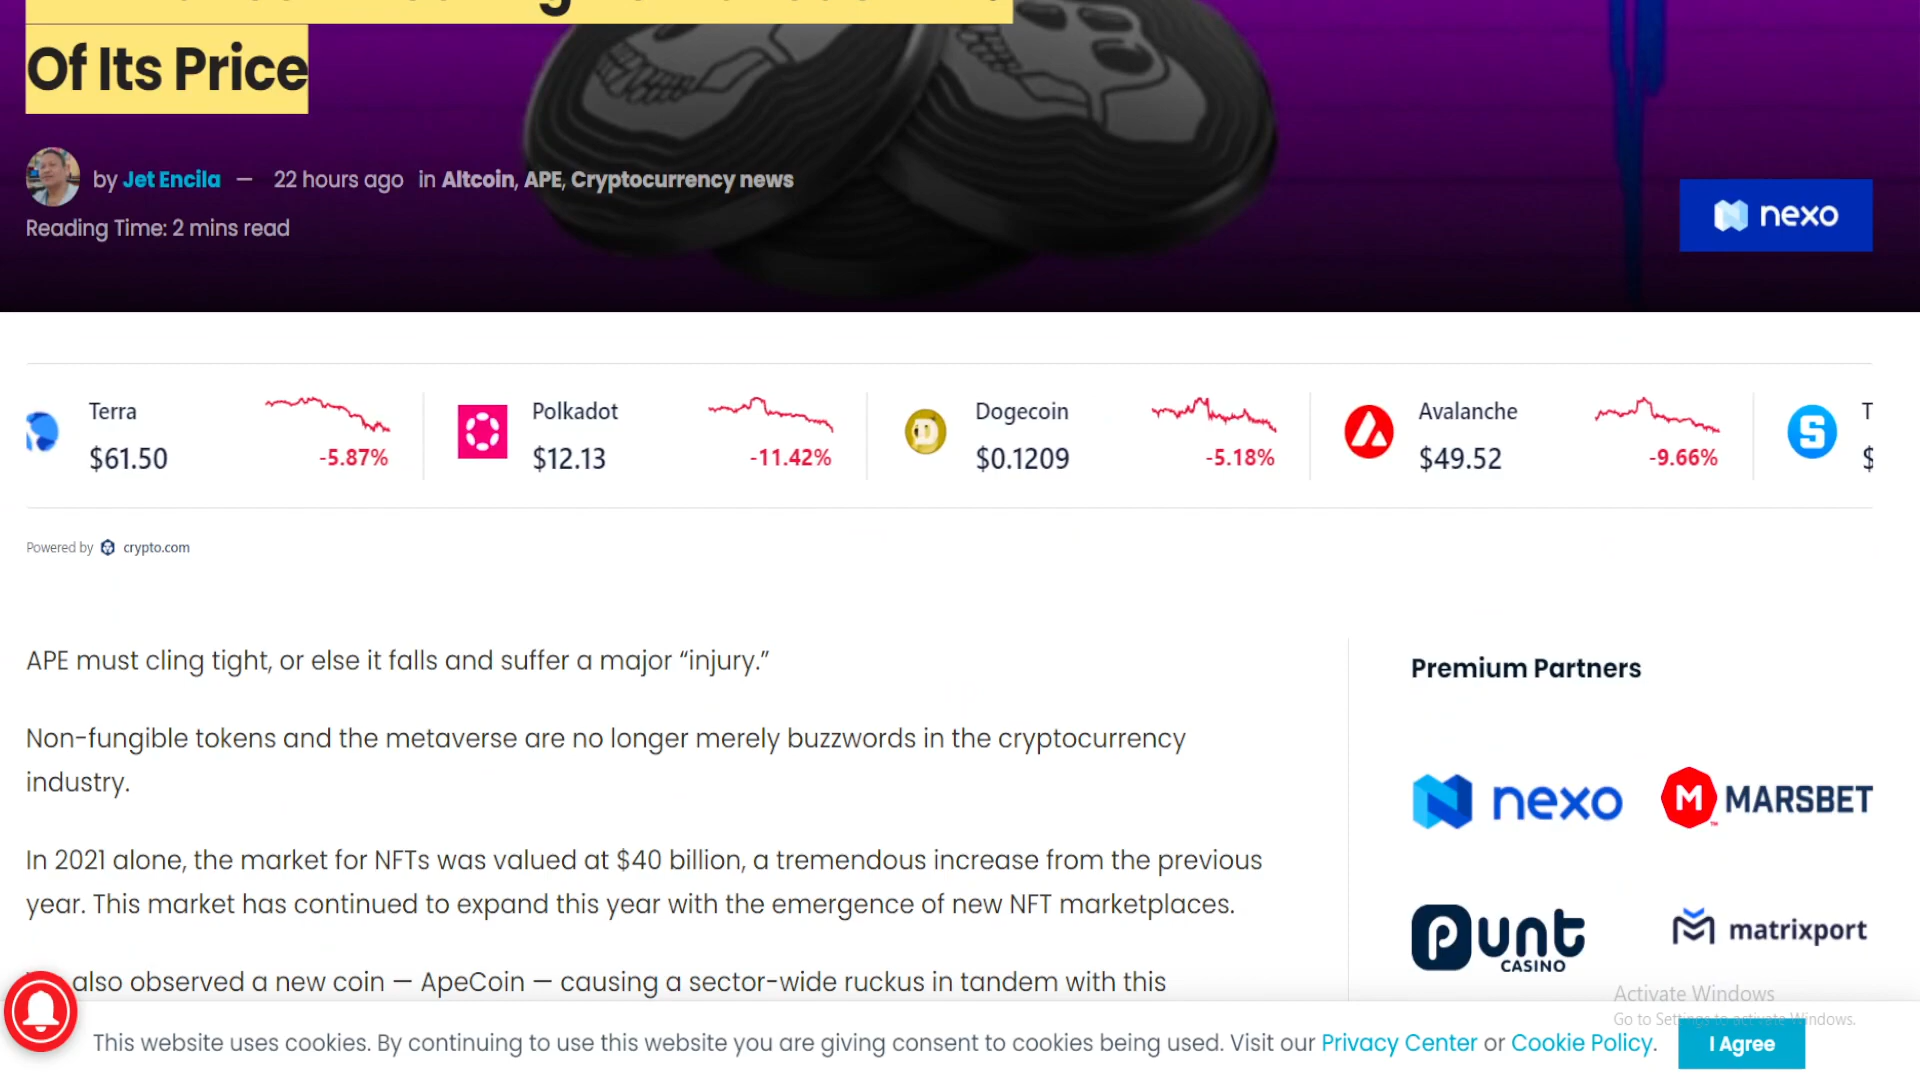 Of Its Price
by Jet Encila — 22 hours ago in Altcoin, APE, Cryptocurrency news
Reading Time: 2 mins read
nexo
Terra
$61.50
-5.87%
Polkadot
$12.13
-11.42%
Dogecoin
$0.1209
-5.18%
Avalanche
$49.52
-9.66%
T
$
Powered by crypto.com
APE must cling tight, or else it falls and suffer a major “injury.”
Non-fungible tokens and the metaverse are no longer merely buzzwords in the cryptocurrency
industry.
In 2021 alone, the market for NFTs was valued at $40 billion, a tremendous increase from the previous
year. This market has continued to expand this year with the emergence of new NFT marketplaces.
also observed a new coin — ApeCoin — causing a sector-wide ruckus in tandem with this
Premium Partners
nexo
MARSBET
Punt
CASINO
matrixport
Activate Windows
Go to Settings to activate Windows.
This website uses cookies. By continuing to use this website you are giving consent to cookies being used. Visit our Privacy Center or Cookie Policy.
I Agree